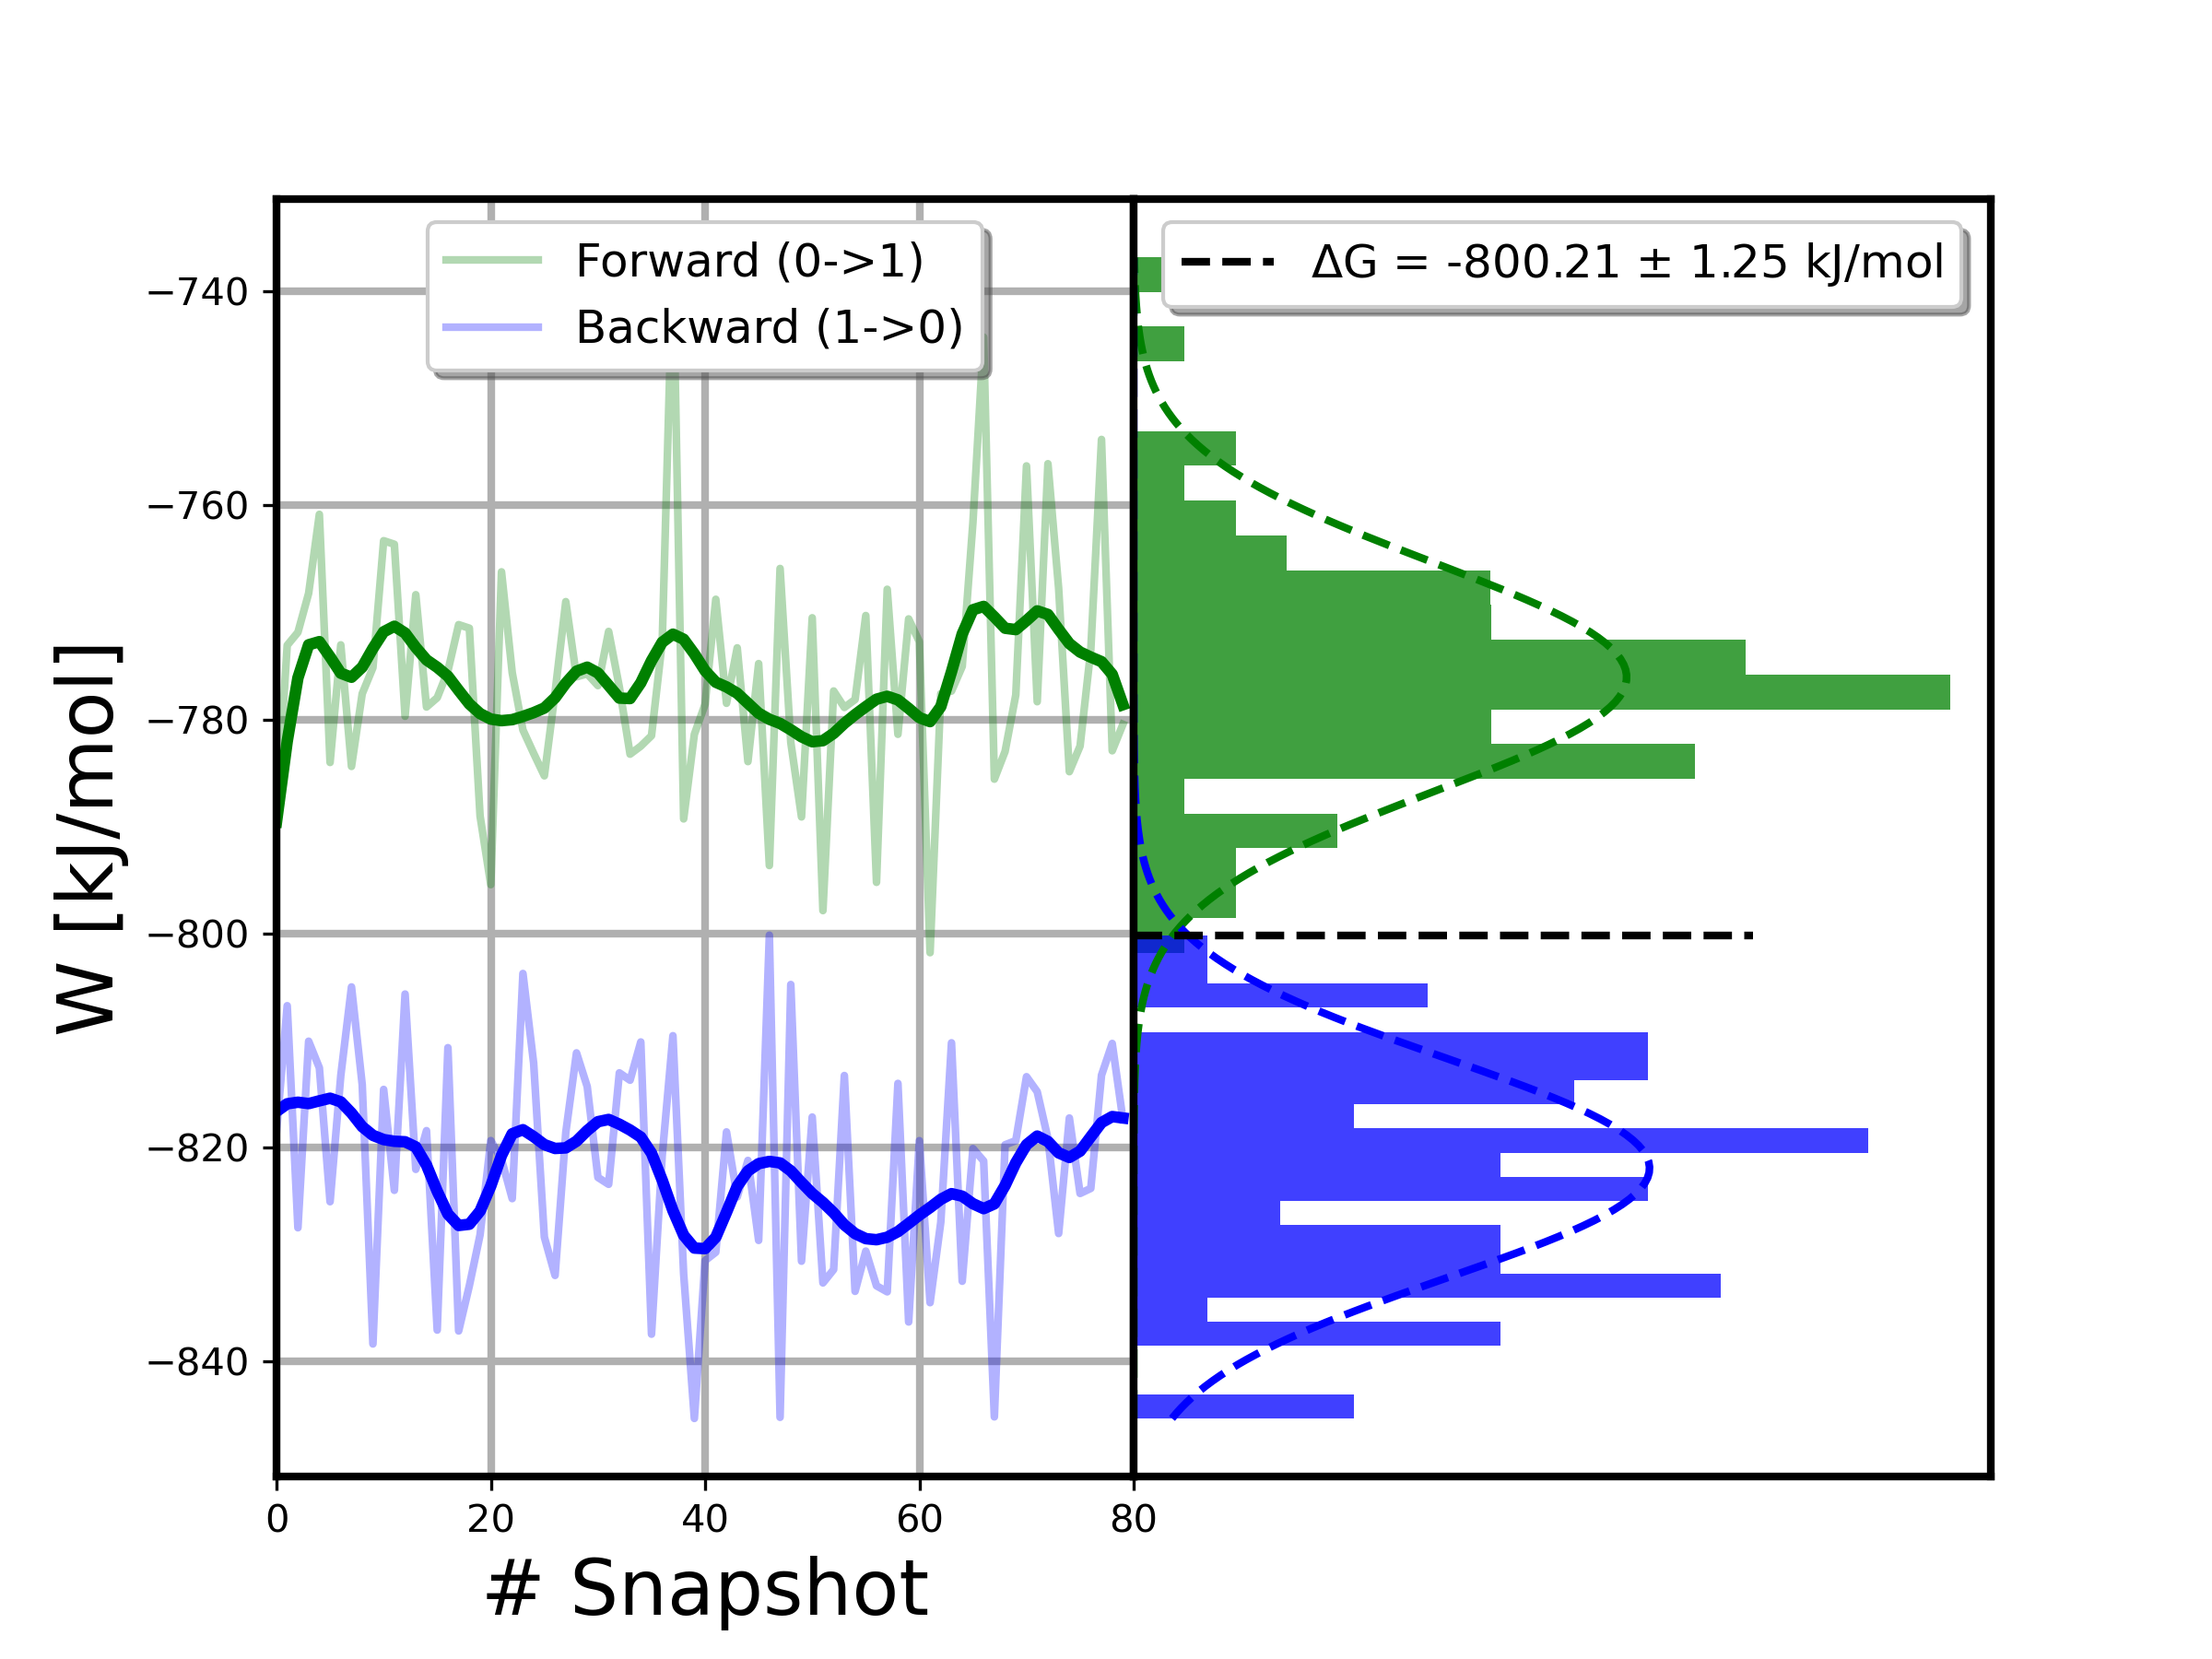 Forward (0->1)
Backward (1->0)
ΔG = -800.21 ± 1.25 kJ/mol
−740
−760
−780
−800
−820
−840
W [kJ/mol]
0 20 40 60 80
# Snapshot